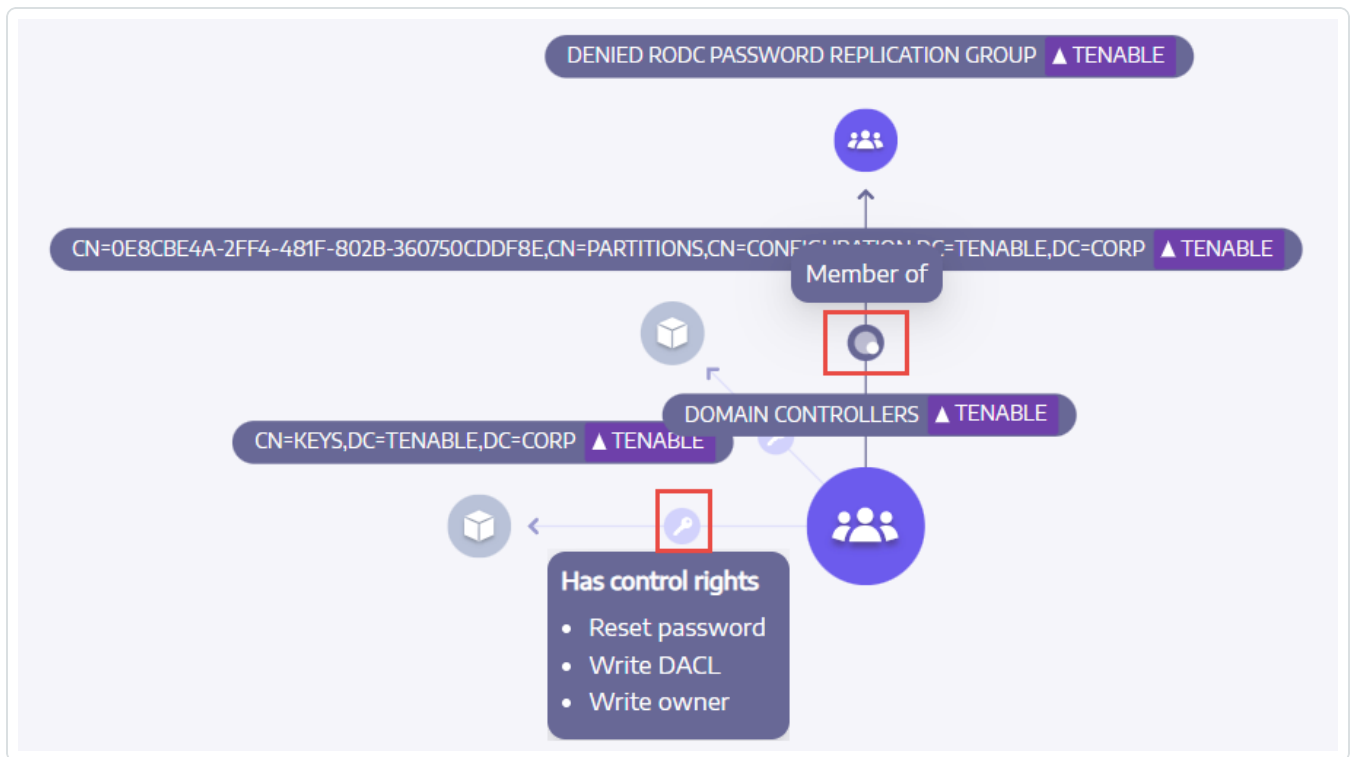 DENIED RODC PASSWORD REPLICATION GROUP TENABLE
CN=0E8CBE4A-2FF4-481F-802B-360750CDDF8E,CN=PARTITIONS,CN=CONFIGURATION,DC=TENABLE,DC=CORP TENABLE
Member of
DOMAIN CONTROLLERS TENABLE
CN=KEYS,DC=TENABLE,DC=CORP TENABLE
Has control rights
• Reset password
• Write DACL
• Write owner